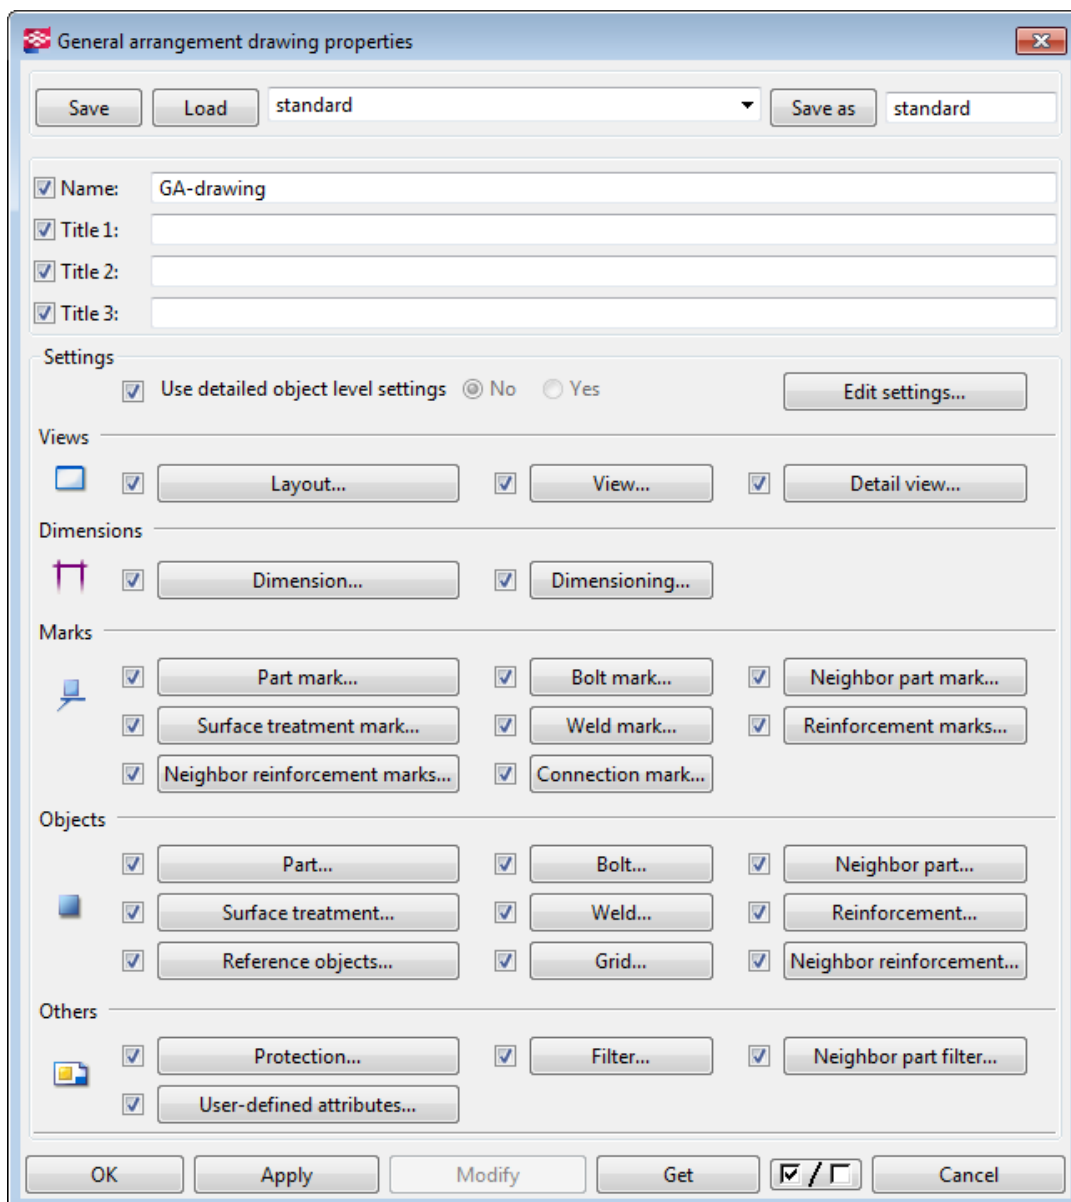 General arrangement drawing properties
Save Load standard Save as standard
Name: GA-drawing
Title 1:
Title 2:
Title 3:
Settings
Use detailed object level settings No Yes Edit settings...
Views
Layout... View... Detail view...
Dimensions
Dimension... Dimensioning...
Marks
Part mark... Bolt mark... Neighbor part mark...
Surface treatment mark... Weld mark... Reinforcement marks...
Neighbor reinforcement marks... Connection mark...
Objects
Part... Bolt... Neighbor part...
Surface treatment... Weld... Reinforcement...
Reference objects... Grid... Neighbor reinforcement...
Others
Protection... Filter... Neighbor part filter...
User-defined attributes...
OK Apply Modify Get / Cancel